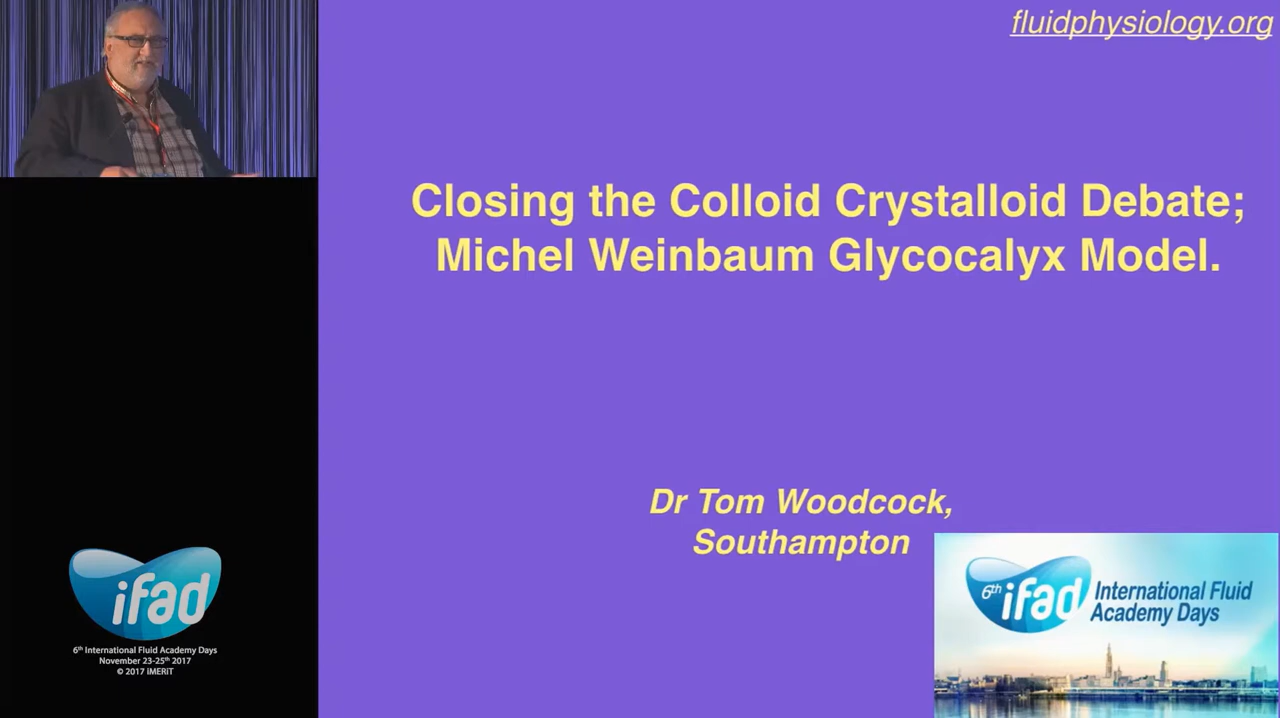 fluidphysiology.org
Closing the Colloid Crystalloid Debate;
Michel Weinbaum Glycocalyx Model.
Dr Tom Woodcock,
Southampton
ifad
6th International Fluid Academy Days
November 23-25th 2017
© 2017 iMERiT
6th ifad
International Fluid
Academy Days